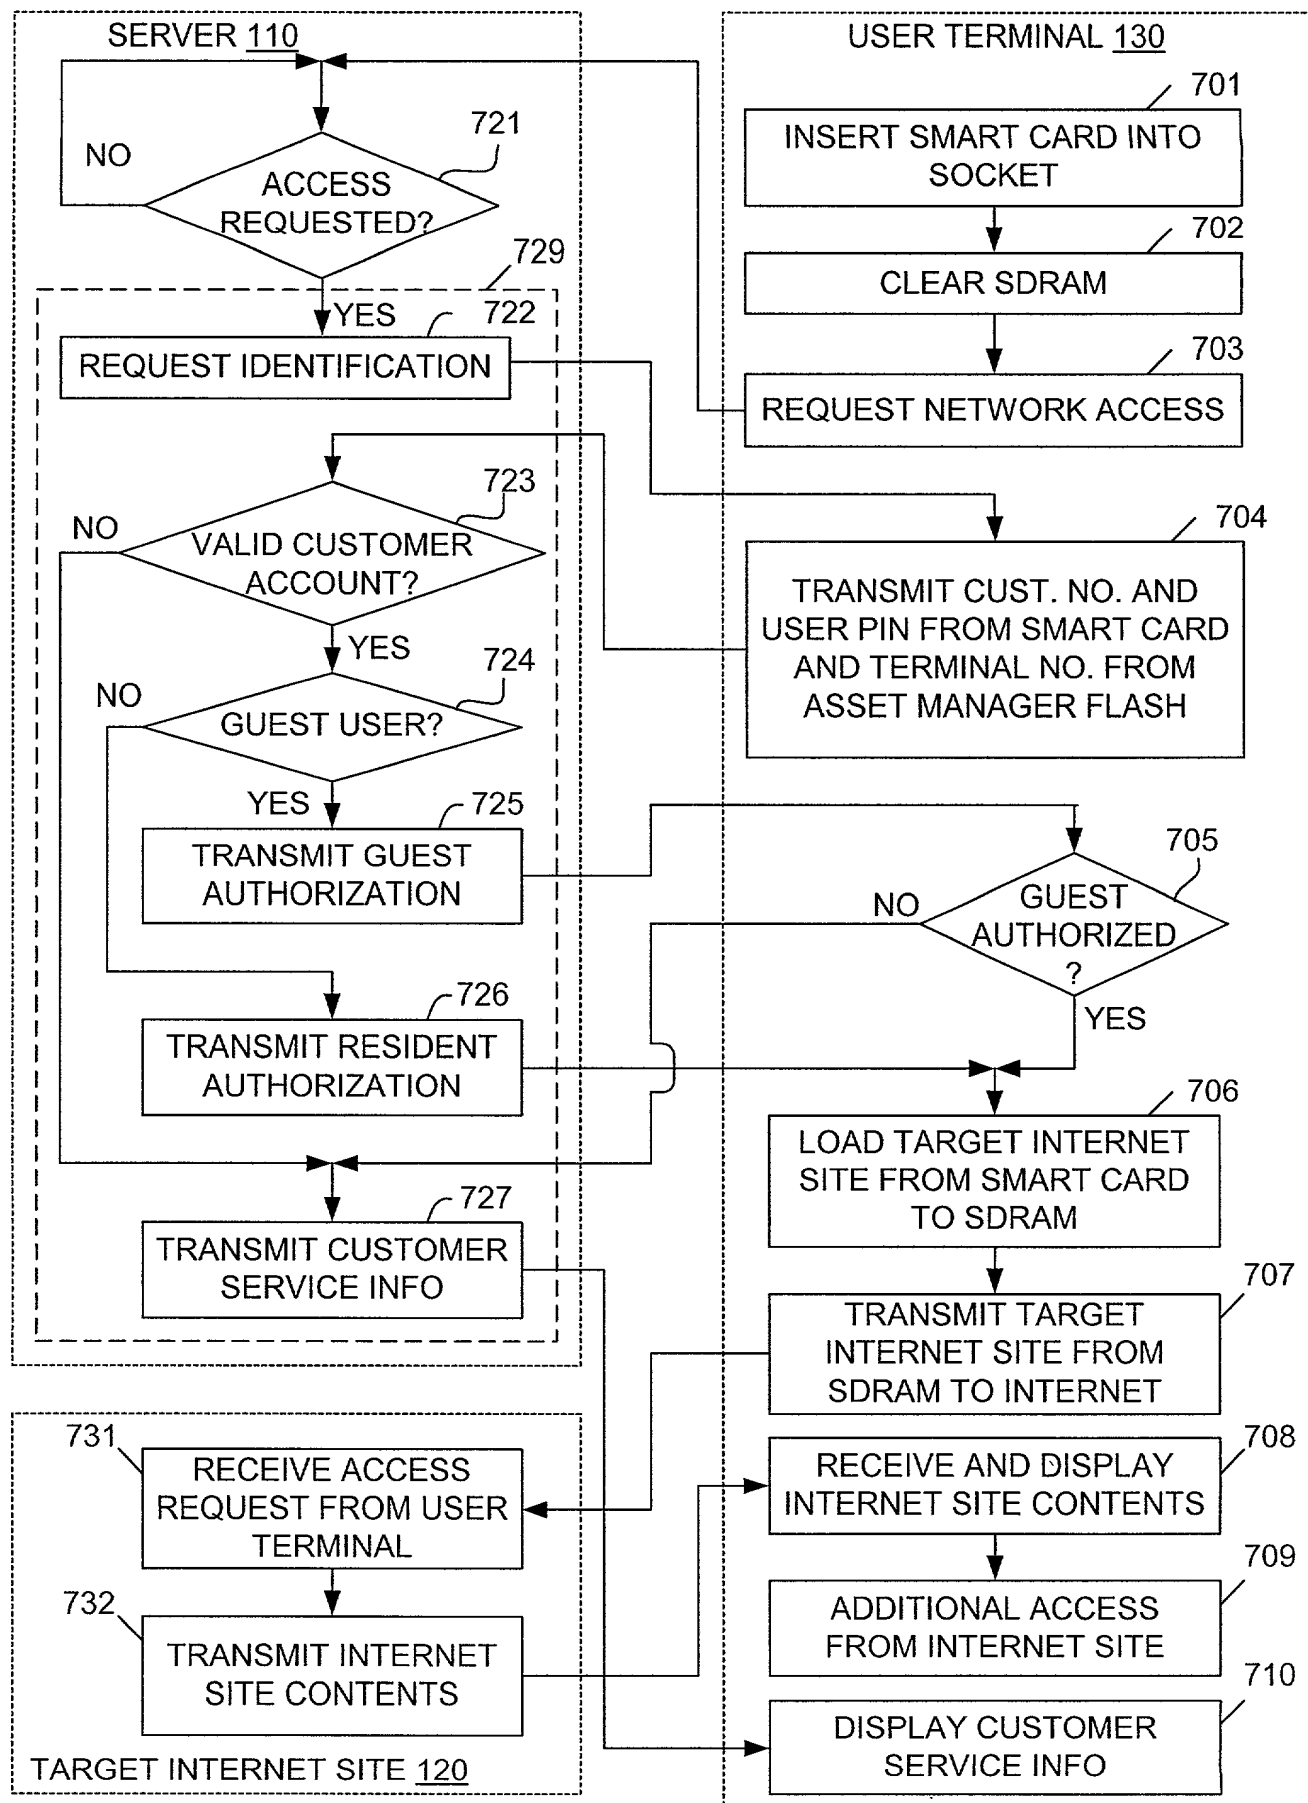 SERVER 110
721
NO
ACCESS
REQUESTED?
729
YES
722
REQUEST IDENTIFICATION
723
NO
VALID CUSTOMER
ACCOUNT?
YES
724
NO
GUEST USER?
YES
725
TRANSMIT GUEST
AUTHORIZATION
726
TRANSMIT RESIDENT
AUTHORIZATION
727
TRANSMIT CUSTOMER
SERVICE INFO
USER TERMINAL 130
701
INSERT SMART CARD INTO
SOCKET
702
CLEAR SDRAM
703
REQUEST NETWORK ACCESS
704
TRANSMIT CUST. NO. AND
USER PIN FROM SMART CARD
AND TERMINAL NO. FROM
ASSET MANAGER FLASH
705
NO
GUEST
AUTHORIZED
?
YES
706
LOAD TARGET INTERNET
SITE FROM SMART CARD
TO SDRAM
707
TRANSMIT TARGET
INTERNET SITE FROM
SDRAM TO INTERNET
708
RECEIVE AND DISPLAY
INTERNET SITE CONTENTS
709
ADDITIONAL ACCESS
FROM INTERNET SITE
710
DISPLAY CUSTOMER
SERVICE INFO
731
RECEIVE ACCESS
REQUEST FROM USER
TERMINAL
732
TRANSMIT INTERNET
SITE CONTENTS
TARGET INTERNET SITE 120